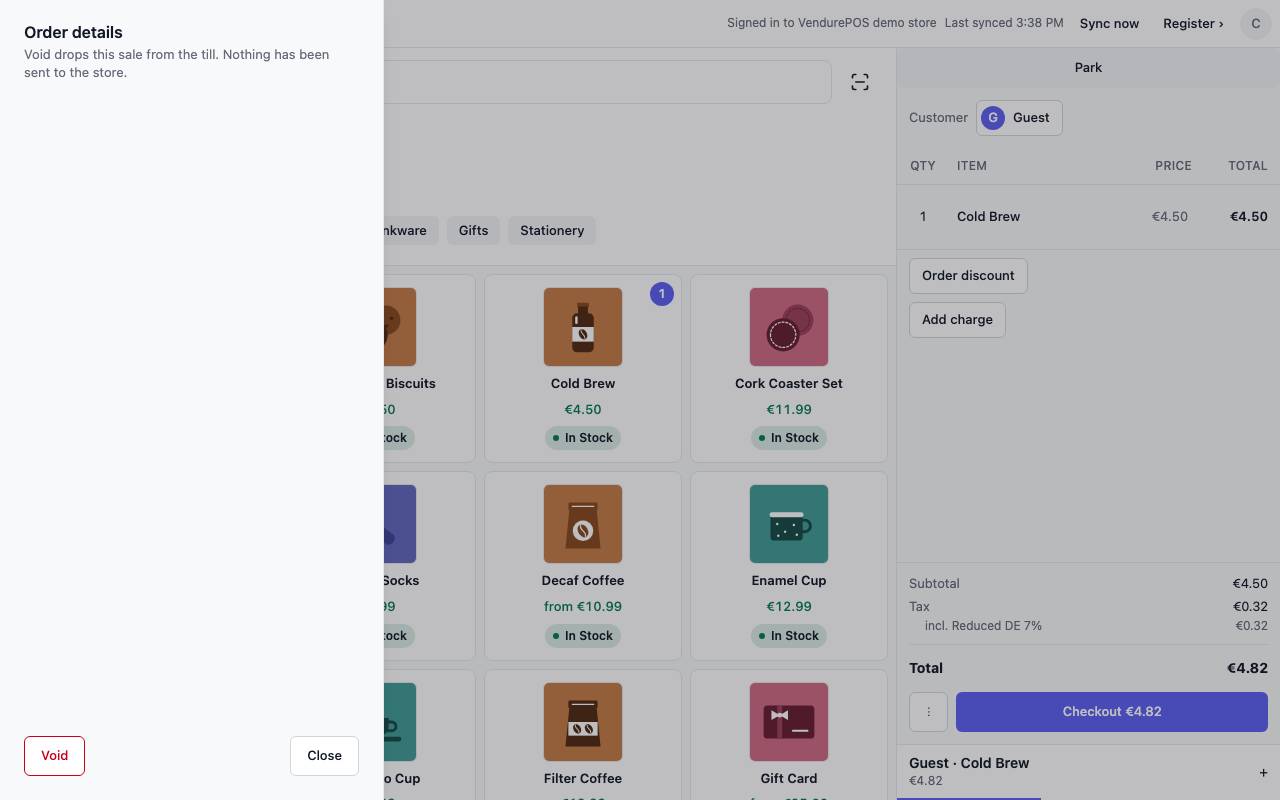 Order details
Void drops this sale from the till. Nothing has been
sent to the store.
Void
Close
Signed in to VendurePOS demo store
Last synced 3:38 PM
Sync now
Register ›
C
Gifts
Stationery
Biscuits
1
Cold Brew
€4.50
In Stock
Cork Coaster Set
€11.99
In Stock
Socks
Decaf Coffee
from €10.99
In Stock
Enamel Cup
€12.99
In Stock
Cup
Filter Coffee
Gift Card
Park
Customer
G
Guest
QTY
ITEM
PRICE
TOTAL
1
Cold Brew
€4.50
€4.50
Order discount
Add charge
Subtotal
€4.50
Tax
€0.32
incl. Reduced DE 7%
€0.32
Total
€4.82
Checkout €4.82
Guest · Cold Brew
€4.82
+